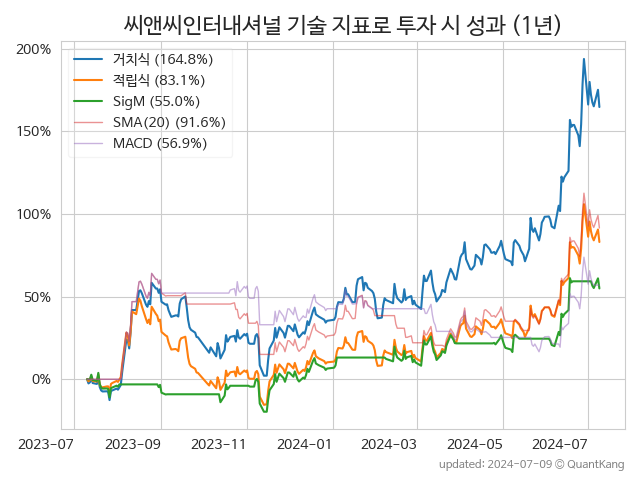 씨앤씨인터내셔널 기술 지표로 투자 시 성과 (1년)
200%
150%
100%
50%
0%
거치식 (164.8%)
적립식 (83.1%)
SigM (55.0%)
SMA(20) (91.6%)
MACD (56.9%)
2023-07 2023-09 2023-11 2024-01 2024-03 2024-05 2024-07
updated: 2024-07-09 © QuantKang